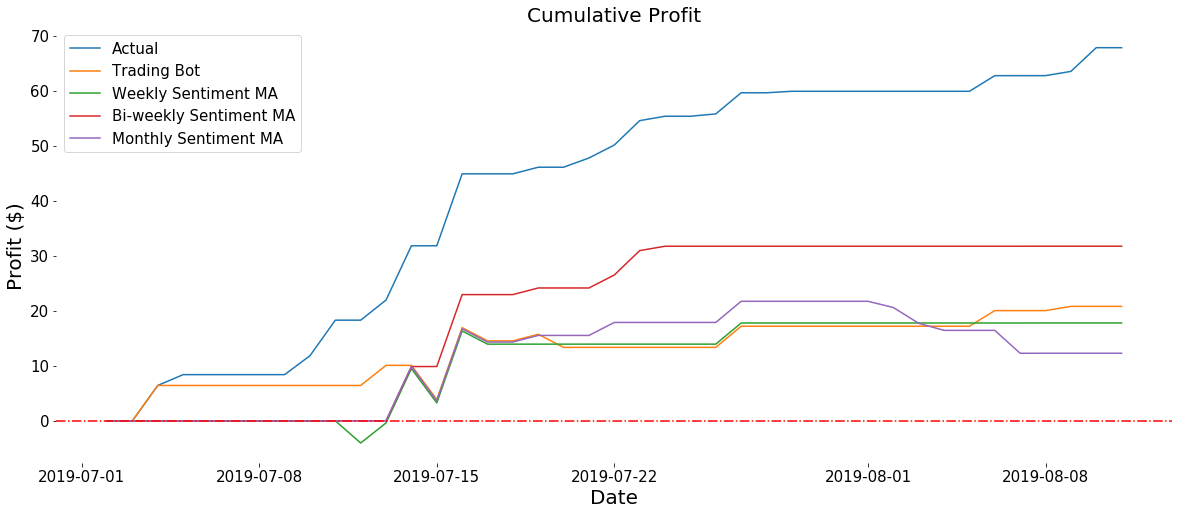 Cumulative Profit
Profit ($)
70
60
50
40
30
20
10
0
Actual
Trading Bot
Weekly Sentiment MA
Bi-weekly Sentiment MA
Monthly Sentiment MA
2019-07-01 2019-07-08 2019-07-15 2019-07-22 2019-08-01 2019-08-08
Date